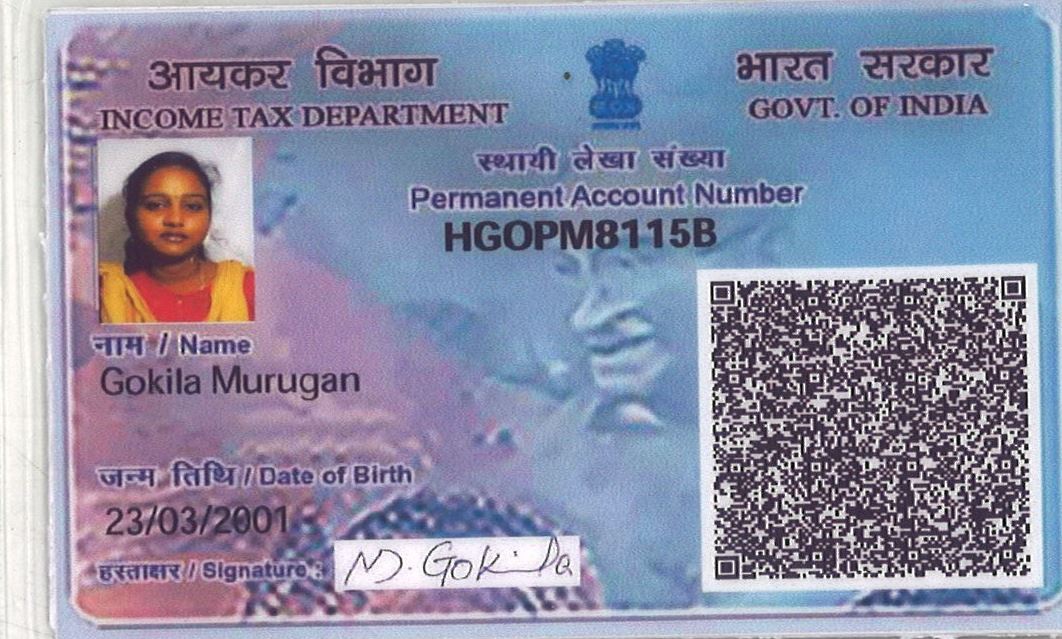 आयकर विभाग
INCOME TAX DEPARTMENT
भारत सरकार
GOVT. OF INDIA
स्थायी लेखा संख्या
Permanent Account Number
HGOPM8115B
नाम / Name
Gokila Murugan
जन्म तिथि / Date of Birth
23/03/2001
हस्ताक्षर / Signature :
M. Gokila